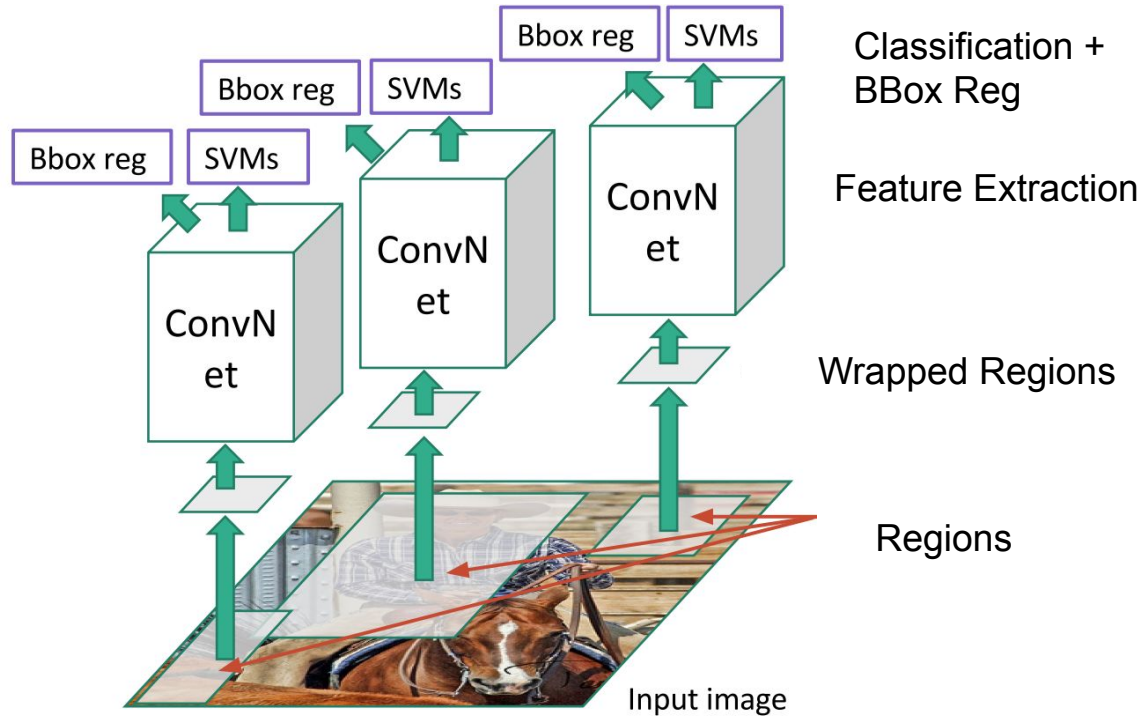 Bbox reg
SVMs
Classification +
BBox Reg
Bbox reg
SVMs
Bbox reg
SVMs
Feature Extraction
ConvN
et
ConvN
et
ConvN
et
Wrapped Regions
Regions
Input image